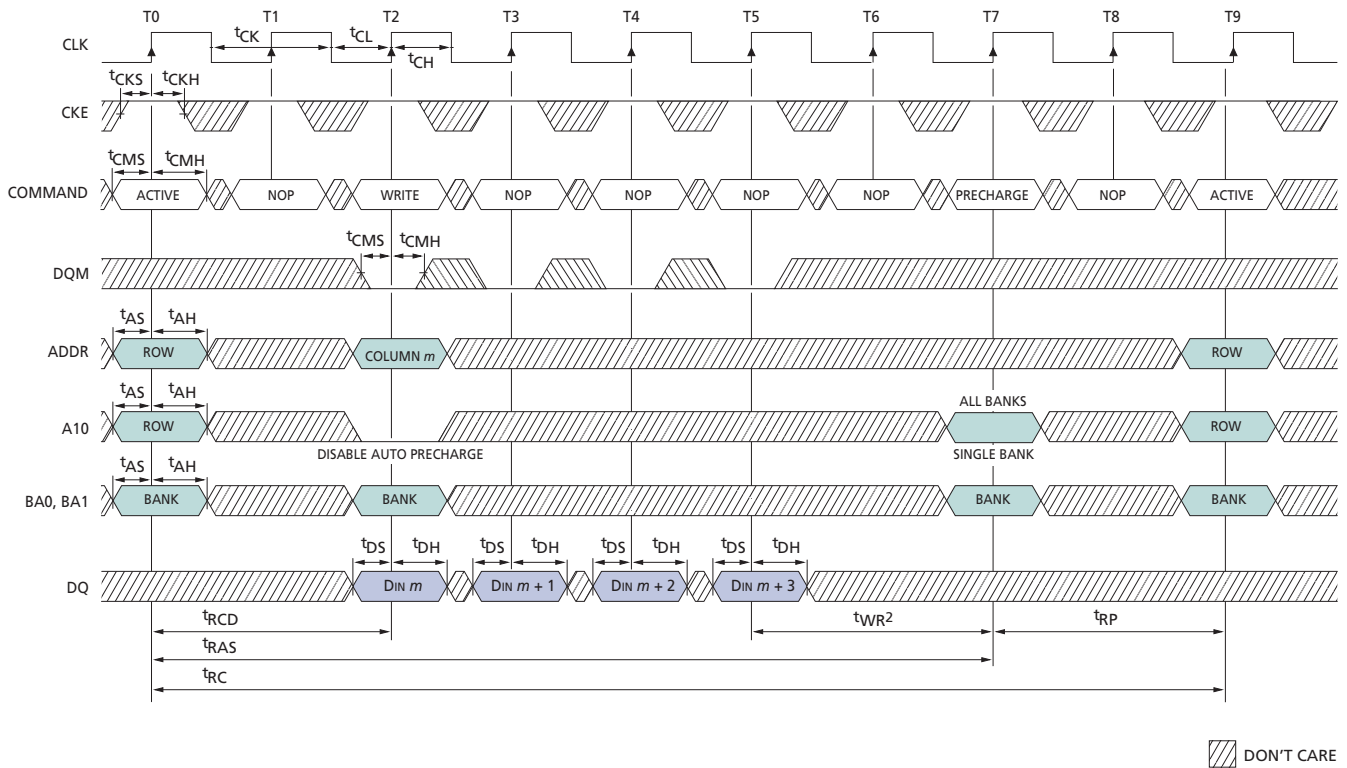 T0 T1 T2 T3 T4 T5 T6 T7 T8 T9
CLK
tCK tCL
tCH
tCKS tCKH
CKE
tCMS tCMH
COMMAND ACTIVE NOP WRITE NOP NOP NOP NOP PRECHARGE NOP ACTIVE
tCMS tCMH
DQM
tAS tAH
ADDR ROW COLUMN m ROW
tAS tAH ALL BANKS
A10 ROW ROW
DISABLE AUTO PRECHARGE SINGLE BANK
tAS tAH
BA0, BA1 BANK BANK BANK BANK
tDS tDH tDS tDH tDS tDH tDS tDH
DQ DIN m DIN m + 1 DIN m + 2 DIN m + 3
tRCD tWR2 tRP
tRAS
tRC
DON'T CARE